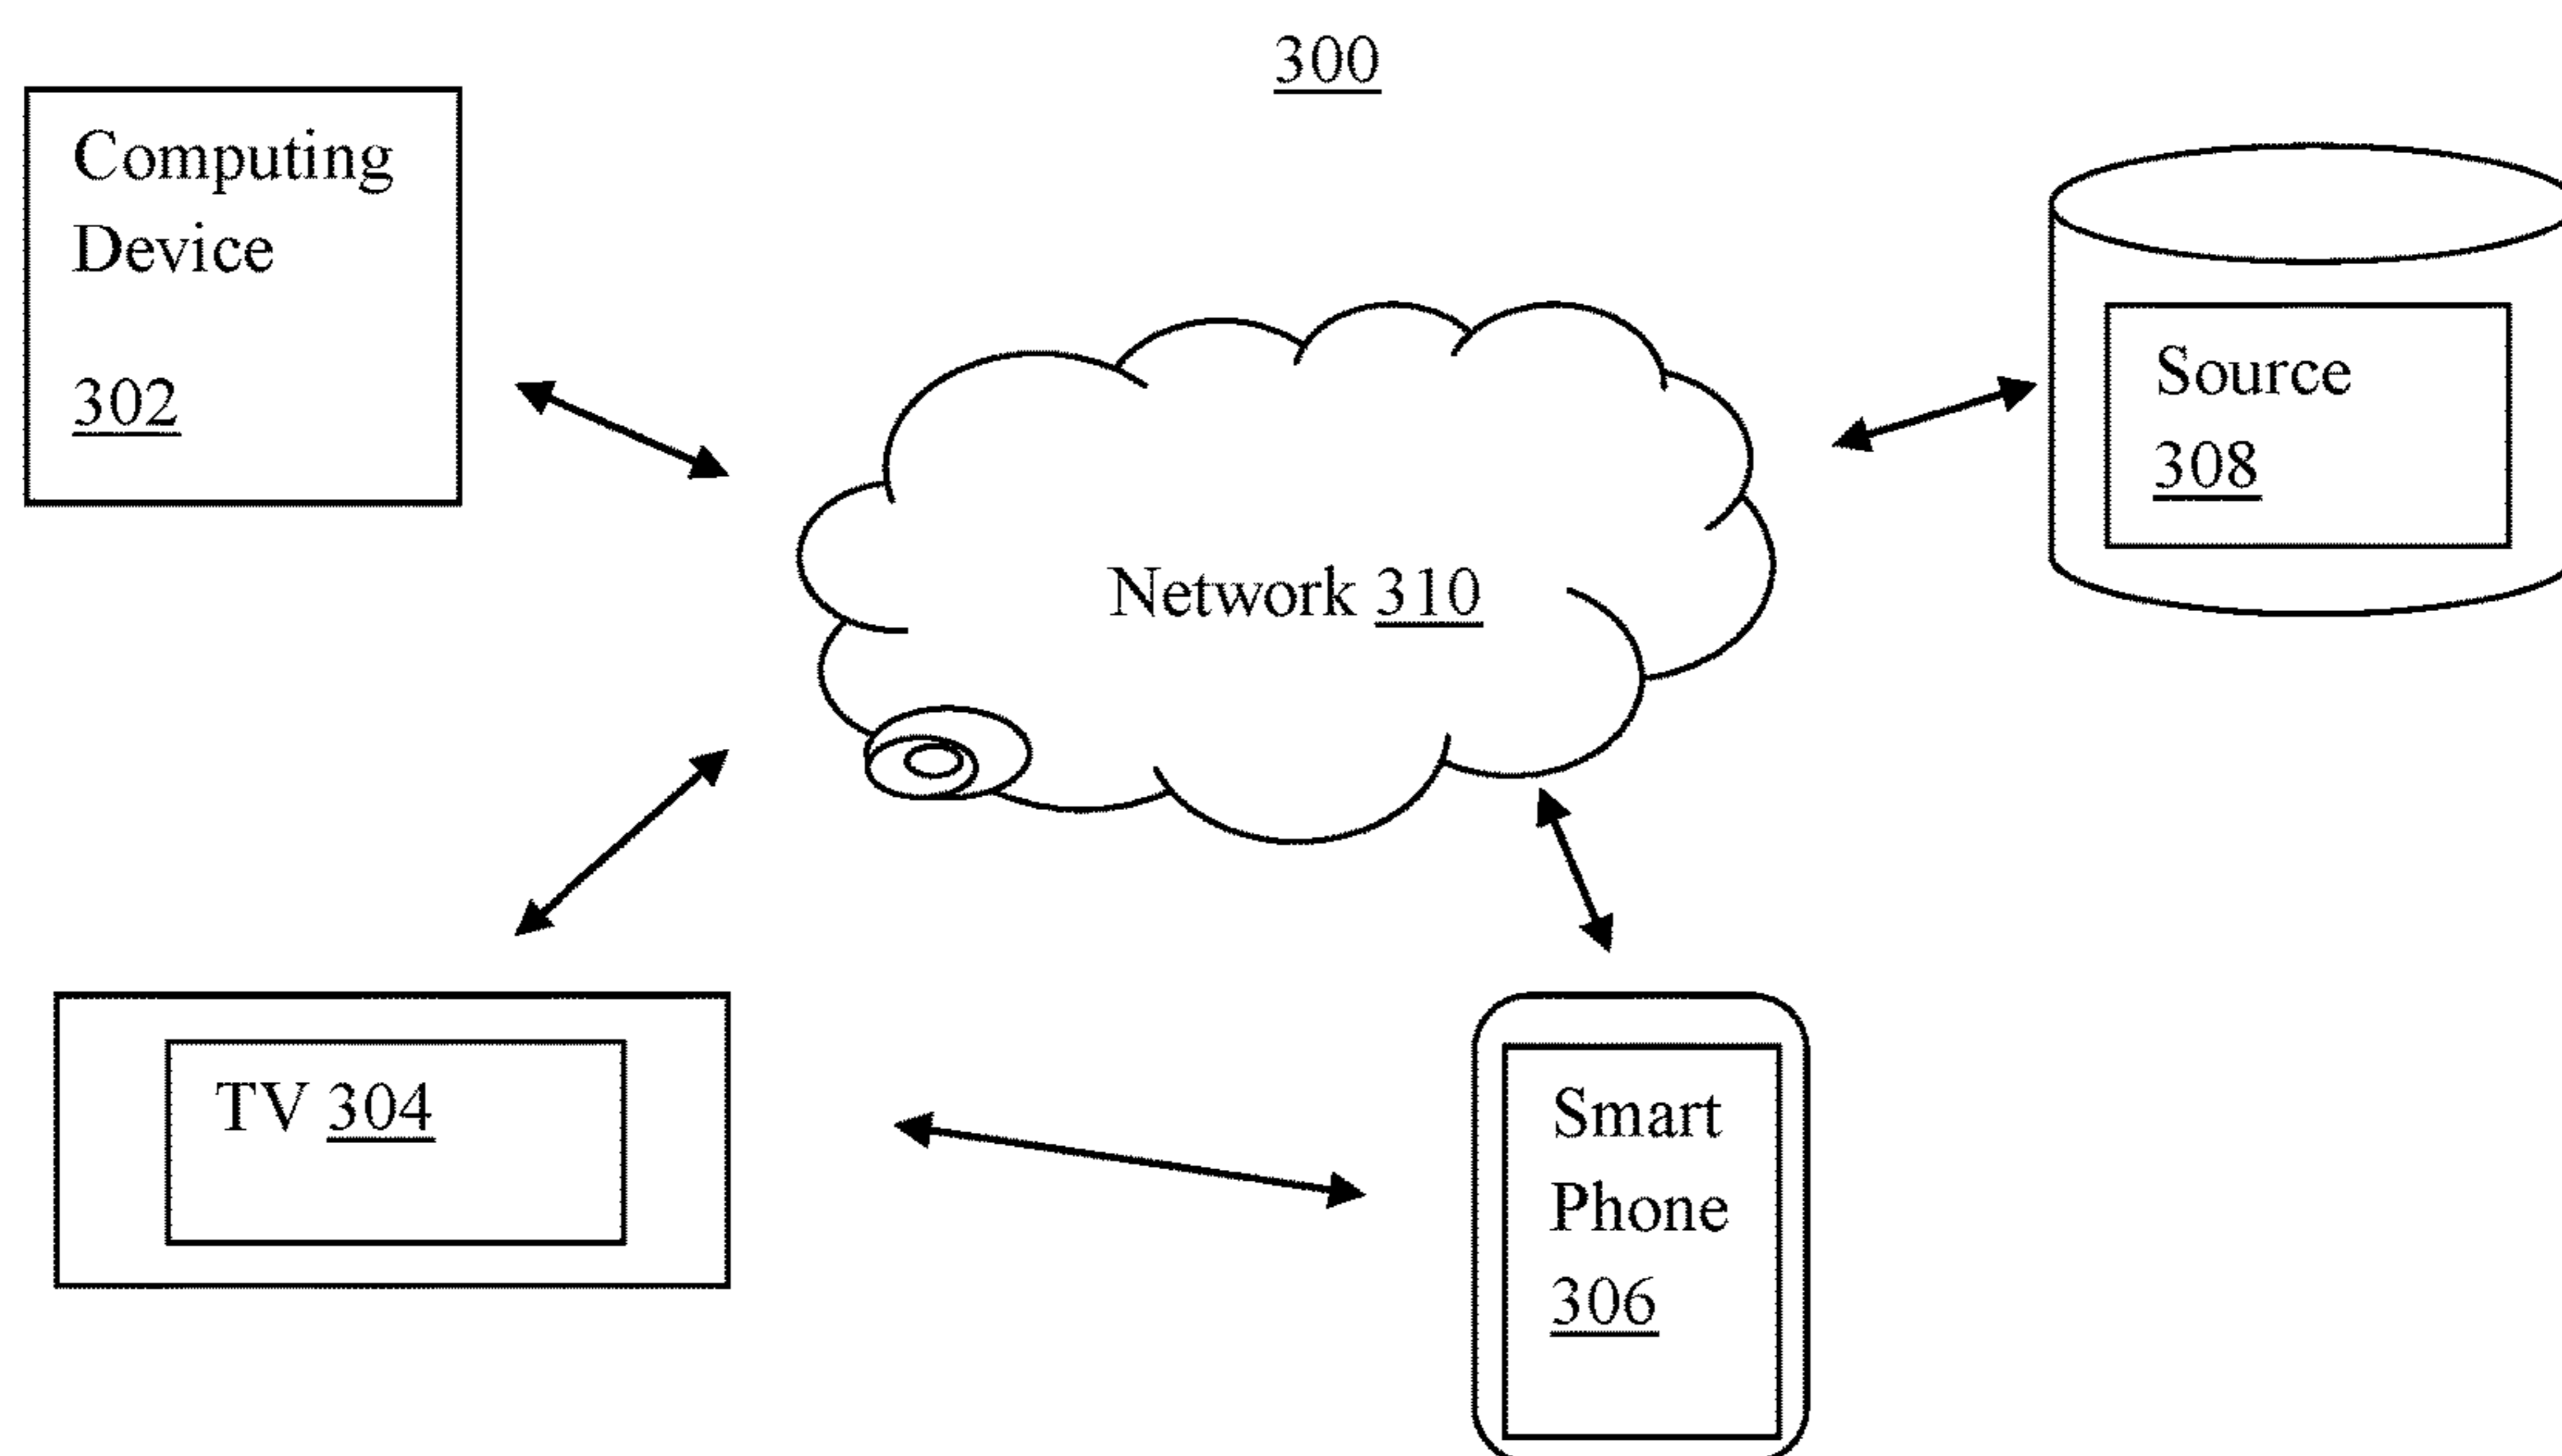 300
Computing
Device
302
Source
308
Network 310
TV 304
Smart
Phone
306